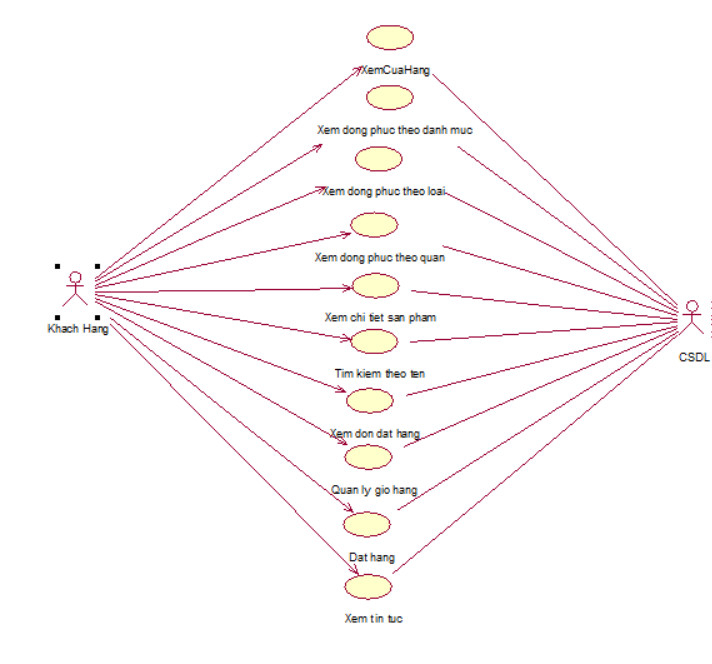 XemCuaHang
Xem dong phuc theo danh muc
Xem dong phuc theo loai
Xem dong phuc theo quan
Khach Hang
Xem chi tiet san pham
CSDL
Tim kiem theo ten
Xem don dat hang
Quan ly gio hang
Dat hang
Xem tin tuc